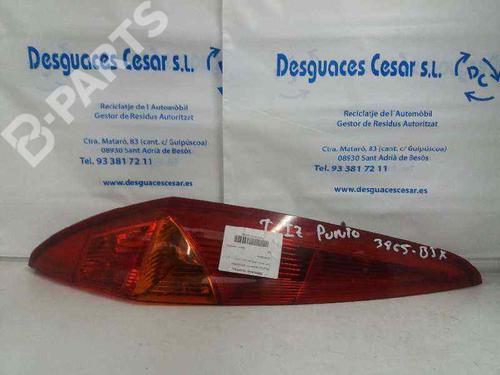 B-PARTS
Desguaces Cesar s.l.
Reciclatje de l´Automòbil
Gestor de Residus Autoritzat
Ctra. Mataró, 83 (cant. c/ Guipúscoa)
08930 Sant Adrià de Besòs
Tel. 93 381 72 11
www.desguacescesar.es
Desguaces Cesar s.l.
DC
Reciclatje de l´Automòbil
Gestor de Residus Autoritzat
Ctra. Mataró, 83 (cant. c/ Guipúscoa)
08930 Sant Adrià de Besòs
Tel. 93 381 72 11
www.desguacescesar.es
T IZ PUNTO
3965-BJX